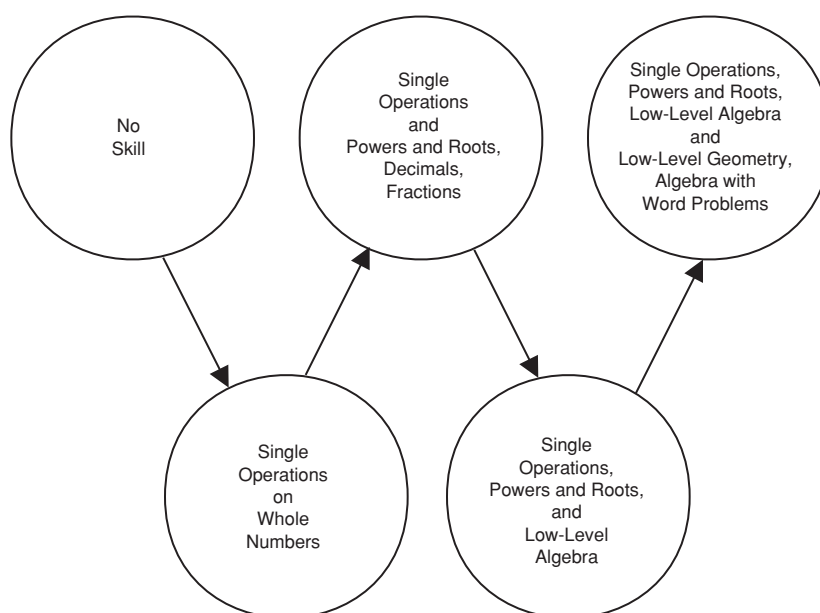 No
Skill
Single
Operations
and
Powers and Roots,
Decimals,
Fractions
Single Operations,
Powers and Roots,
Low-Level Algebra
and
Low-Level Geometry,
Algebra with
Word Problems
Single
Operations
on
Whole
Numbers
Single
Operations,
Powers and Roots,
and
Low-Level
Algebra